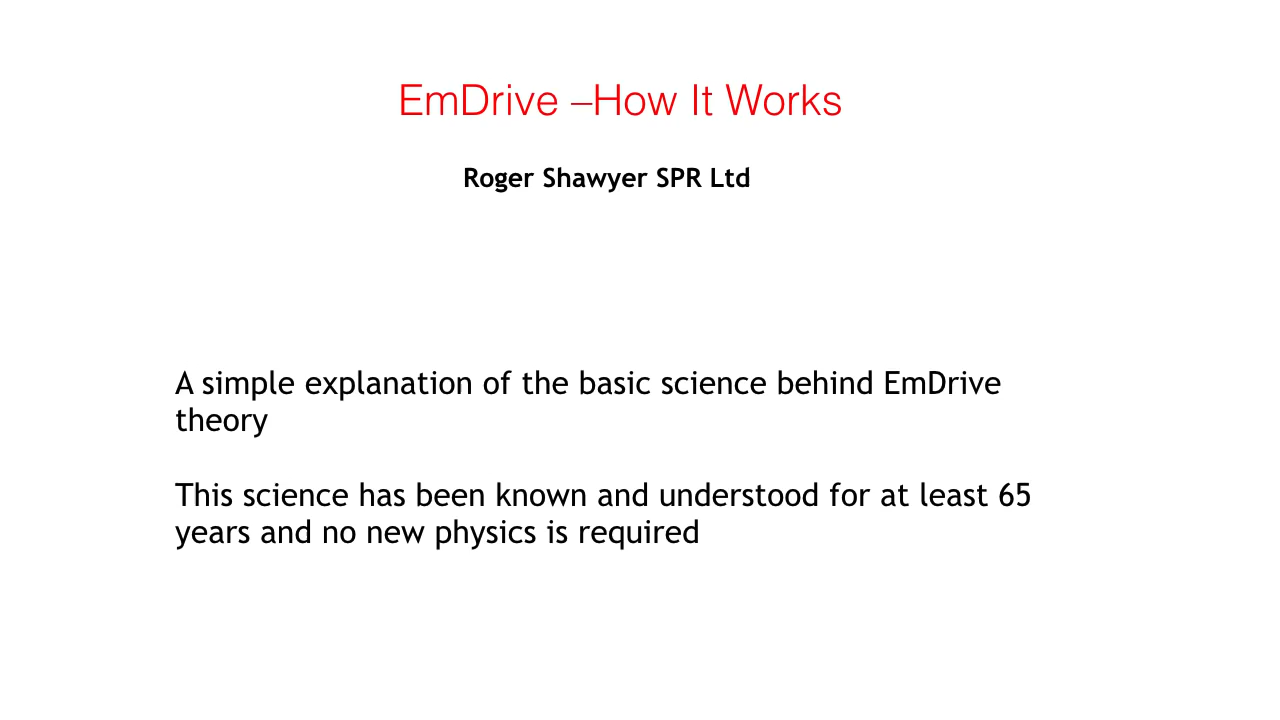 EmDrive –How It Works
Roger Shawyer SPR Ltd
A simple explanation of the basic science behind EmDrive
theory
This science has been known and understood for at least 65
years and no new physics is required